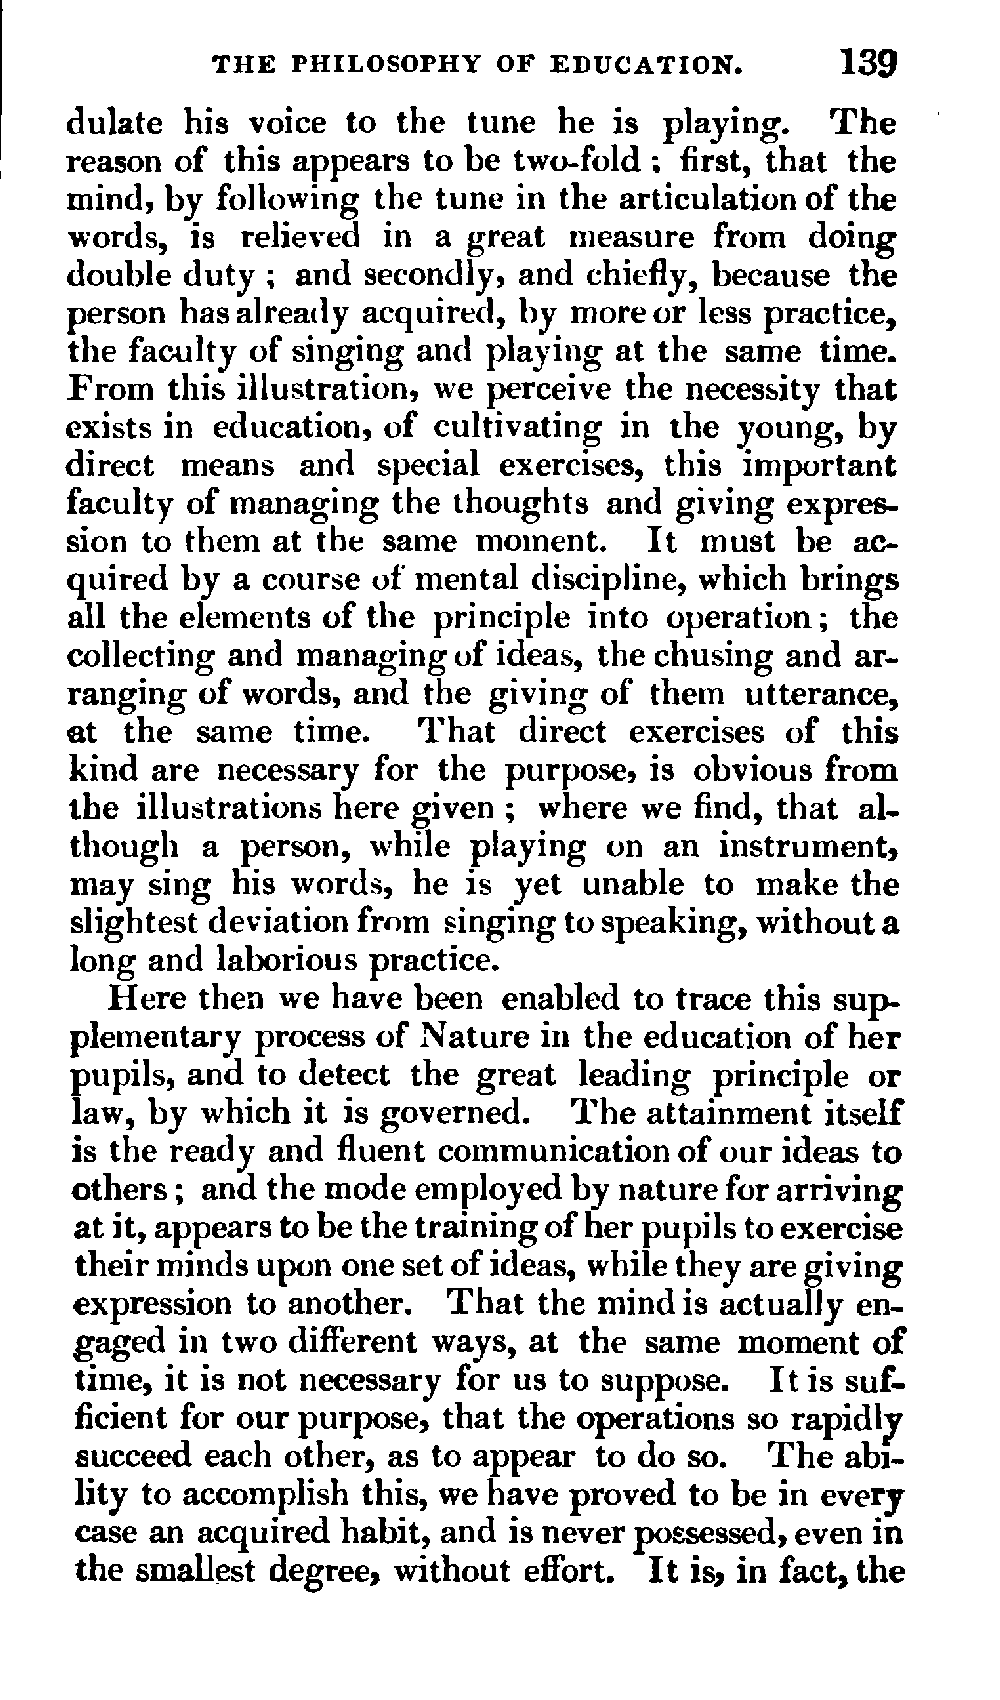 THE PHILOSOPHY OF EDUCATION. 139
dulate his voice to the tune he is playing. The
reason of this appears to be two-fold; first, that the
mind, by following the tune in the articulation of the
words, is relieved in a great measure from doing
double duty; and secondly, and chiefly, because the
person has already acquired, by more or less practice,
the faculty of singing and playing at the same time.
From this illustration, we perceive the necessity that
exists in education, of cultivating in the young, by
direct means and special exercises, this important
faculty of managing the thoughts and giving expres-
sion to them at the same moment. It must be ac-
quired by a course of mental discipline, which brings
all the elements of the principle into operation; the
collecting and managing of ideas, the chusing and ar-
ranging of words, and the giving of them utterance,
at the same time. That direct exercises of this
kind are necessary for the purpose, is obvious from
the illustrations here given; where we find, that al-
though a person, while playing on an instrument,
may sing his words, he is yet unable to make the
slightest deviation from singing to speaking, without a
long and laborious practice.
Here then we have been enabled to trace this sup-
plementary process of Nature in the education of her
pupils, and to detect the great leading principle or
law, by which it is governed. The attainment itself
is the ready and fluent communication of our ideas to
others; and the mode employed by nature for arriving
at it, appears to be the training of her pupils to exercise
their minds upon one set of ideas, while they are giving
expression to another. That the mind is actually en-
gaged in two different ways, at the same moment of
time, it is not necessary for us to suppose. It is suf-
ficient for our purpose, that the operations so rapidly
succeed each other, as to appear to do so. The abi-
lity to accomplish this, we have proved to be in every
case an acquired habit, and is never possessed, even in
the smallest degree, without effort. It is, in fact, the